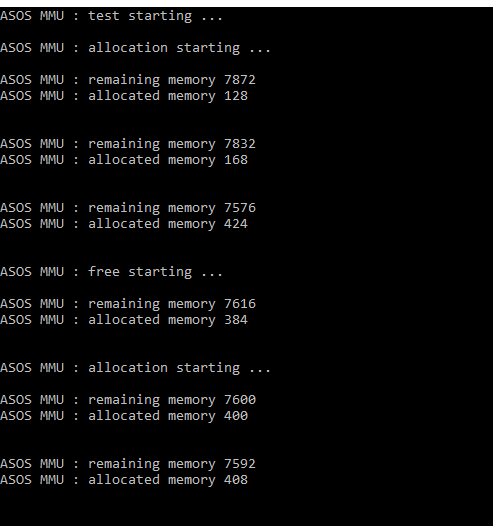 ASOS MMU : test starting ...
ASOS MMU : allocation starting ...
ASOS MMU : remaining memory 7872
ASOS MMU : allocated memory 128
ASOS MMU : remaining memory 7832
ASOS MMU : allocated memory 168
ASOS MMU : remaining memory 7576
ASOS MMU : allocated memory 424
ASOS MMU : free starting ...
ASOS MMU : remaining memory 7616
ASOS MMU : allocated memory 384
ASOS MMU : allocation starting ...
ASOS MMU : remaining memory 7600
ASOS MMU : allocated memory 400
ASOS MMU : remaining memory 7592
ASOS MMU : allocated memory 408